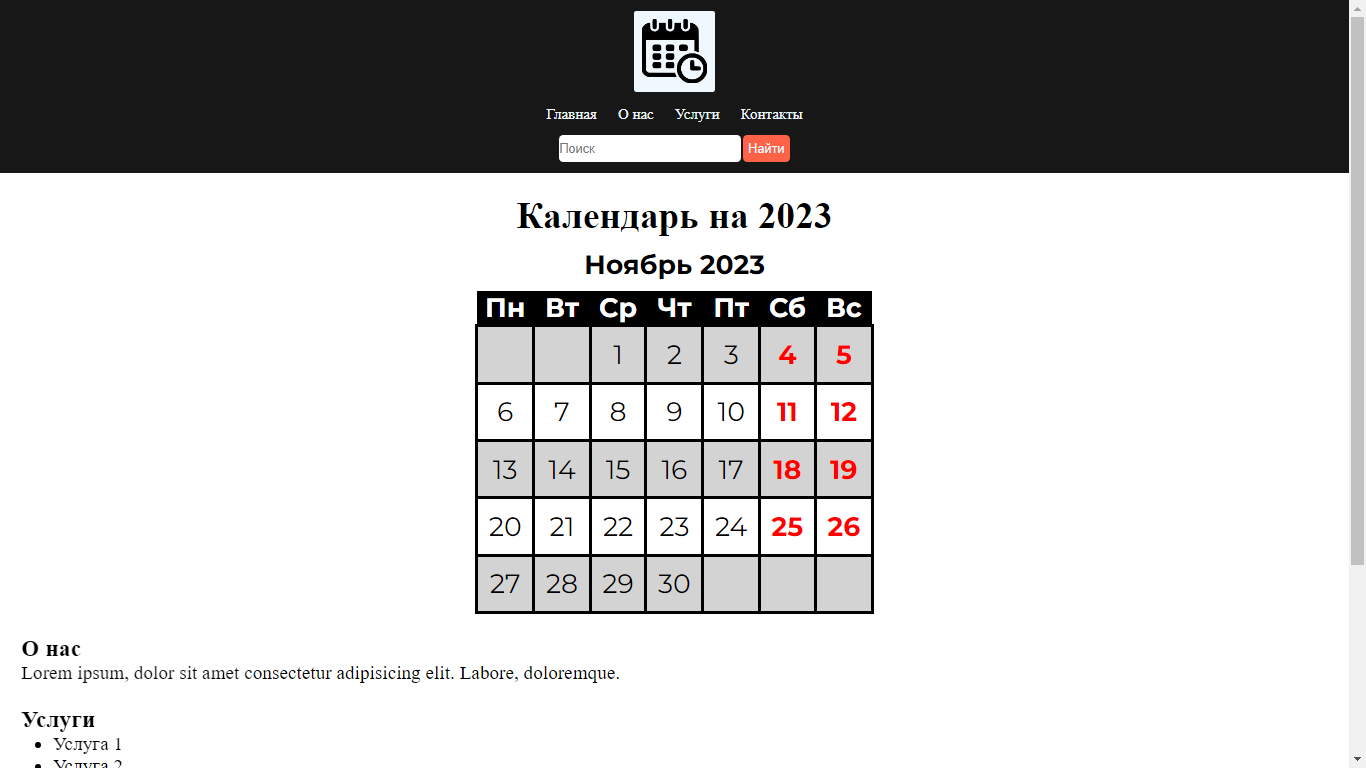 Главная О нас Услуги Контакты
Поиск Найти
Календарь на 2023
Ноябрь 2023
Пн Вт Ср Чт Пт Сб Вс
1 2 3 4 5
6 7 8 9 10 11 12
13 14 15 16 17 18 19
20 21 22 23 24 25 26
27 28 29 30
О нас
Lorem ipsum, dolor sit amet consectetur adipisicing elit. Labore, doloremque.
Услуги
Услуга 1
Услуга 2